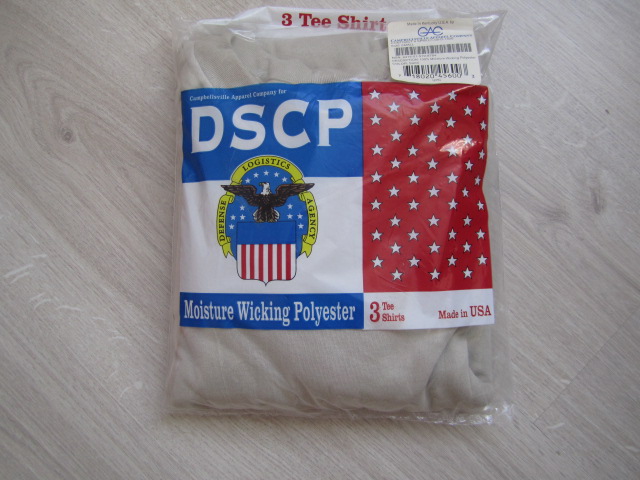 3 Tee Shirts
CAC
Campbellsville Apparel Company for
DSCP
DEFENSE LOGISTICS AGENCY
Moisture Wicking Polyester
3 Tee
Shirts
Made in USA